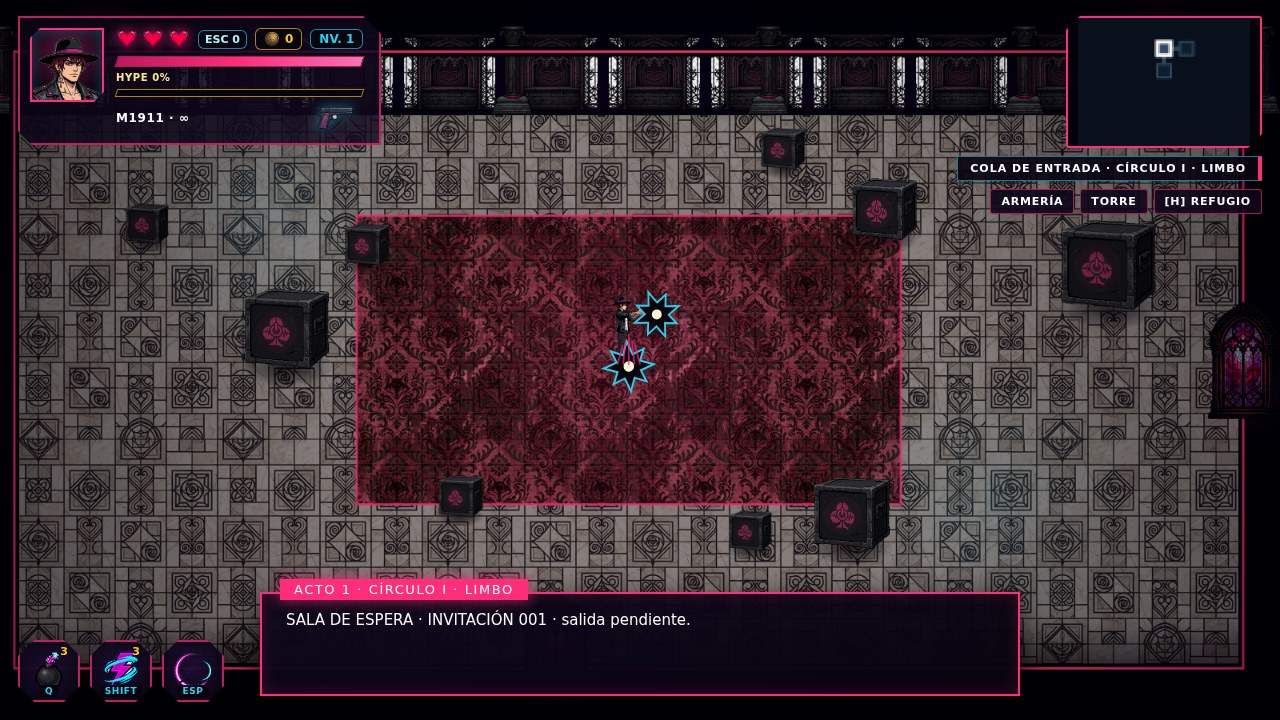 ESC 0
0
NV. 1
HYPE 0%
M1911 · ∞
COLA DE ENTRADA · CÍRCULO I · LIMBO
ARMERÍA
TORRE
[H] REFUGIO
ACTO 1 · CÍRCULO I · LIMBO
SALA DE ESPERA · INVITACIÓN 001 · salida pendiente.
3
Q
3
SHIFT
ESP